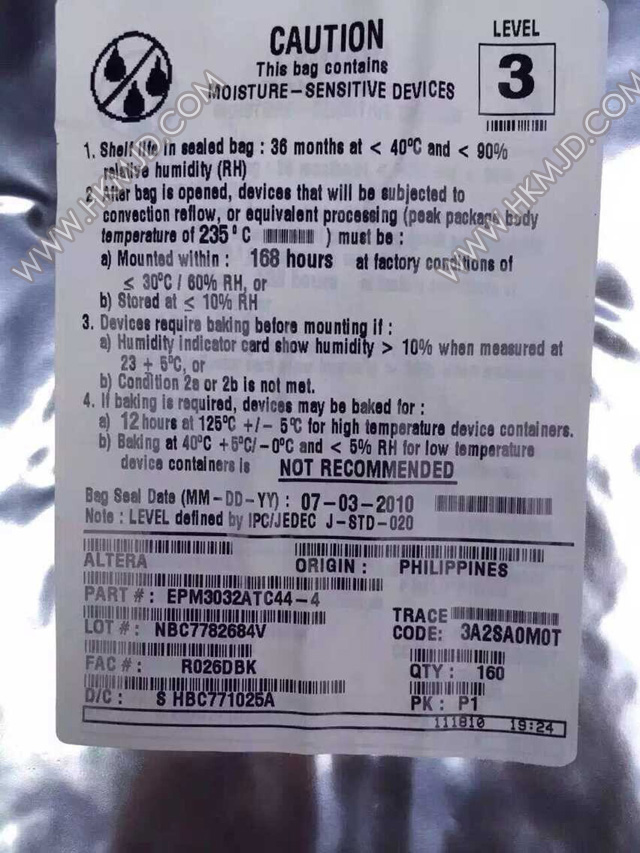 CAUTION
This bag contains
MOISTURE-SENSITIVE DEVICES
LEVEL
3
1. Shelf life in sealed bag : 36 months at < 40°C and < 90%
relative humidity (RH)
2. After bag is opened, devices that will be subjected to
convection reflow, or equivalent processing (peak package body
temperature of 235°C ) must be :
a) Mounted within : 168 hours at factory conditions of
≤ 30°C / 60% RH, or
b) Stored at ≤ 10% RH
3. Devices require baking before mounting if :
a) Humidity indicator card show humidity > 10% when measured at
23 ± 5°C, or
b) Condition 2a or 2b is not met.
4. If baking is required, devices may be baked for :
a) 12 hours at 125°C +/- 5°C for high temperature device containers.
b) Baking at 40°C +5°C/-0°C and < 5% RH for low temperature
device containers is NOT RECOMMENDED
Bag Seal Date (MM-DD-YY) : 07-03-2010
Note : LEVEL defined by IPC/JEDEC J-STD-020
ALTERA ORIGIN : PHILIPPINES
PART # : EPM3032ATC44-4
LOT # : NBC7782684V
TRACE CODE: 3A2SA0M0T
FAC # : R026DBK
QTY : 160
D/C : S HBC771025A
PK : P1
111810 19:24
WWW.HKMJD.COM
WWW.HKMJD.COM